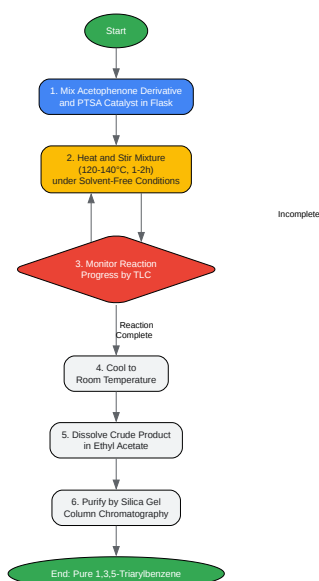 Start
1. Mix Acetophenone Derivative
and PTSA Catalyst in Flask
2. Heat and Stir Mixture
(120-140°C, 1-2h)
under Solvent-Free Conditions
Incomplete
3. Monitor Reaction
Progress by TLC
Reaction
Complete
4. Cool to
Room Temperature
5. Dissolve Crude Product
in Ethyl Acetate
6. Purify by Silica Gel
Column Chromatography
End: Pure 1,3,5-Triarylbenzene